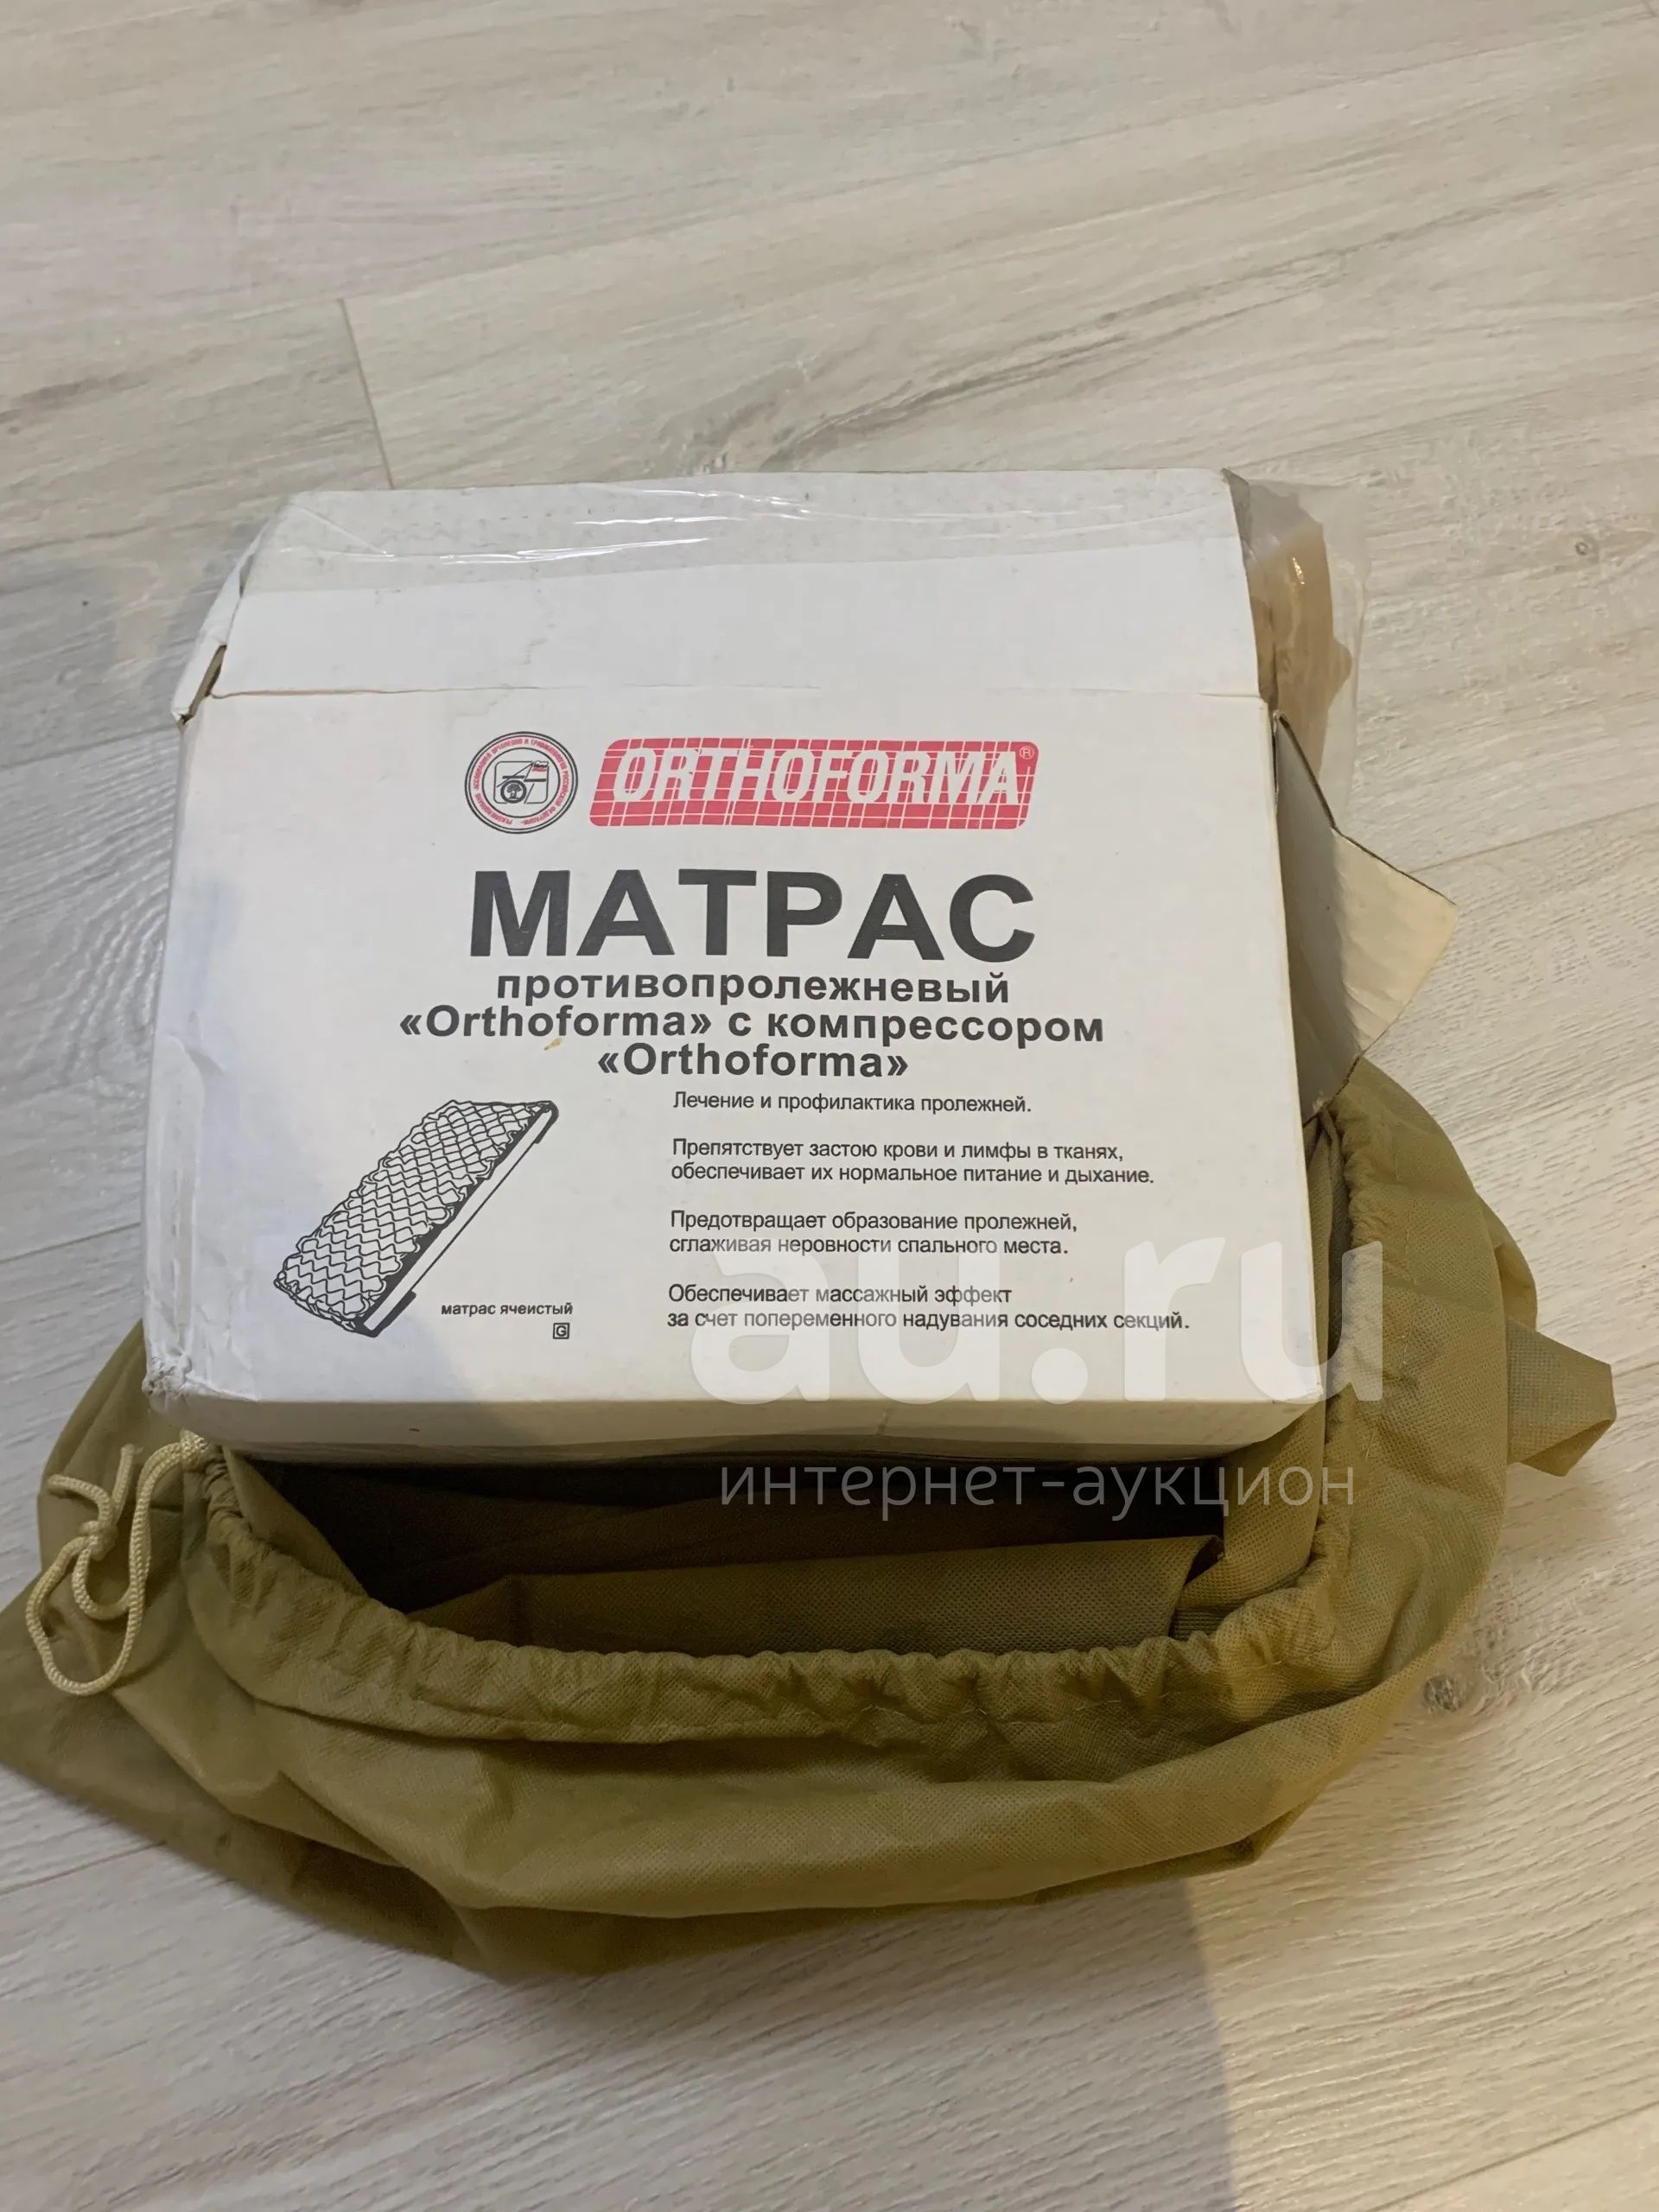 ORTHOFORMA®
МАТРАС
противопролежневый
«Orthoforma» с компрессором
«Orthoforma»
Лечение и профилактика пролежней.
Препятствует застою крови и лимфы в тканях,
обеспечивает их нормальное питание и дыхание.
Предотвращает образование пролежней,
сглаживая неровности спального места.
Обеспечивает массажный эффект
за счет попеременного надувания соседних секций.
матрас ячеистый
G
au.ru
интернет-аукцион